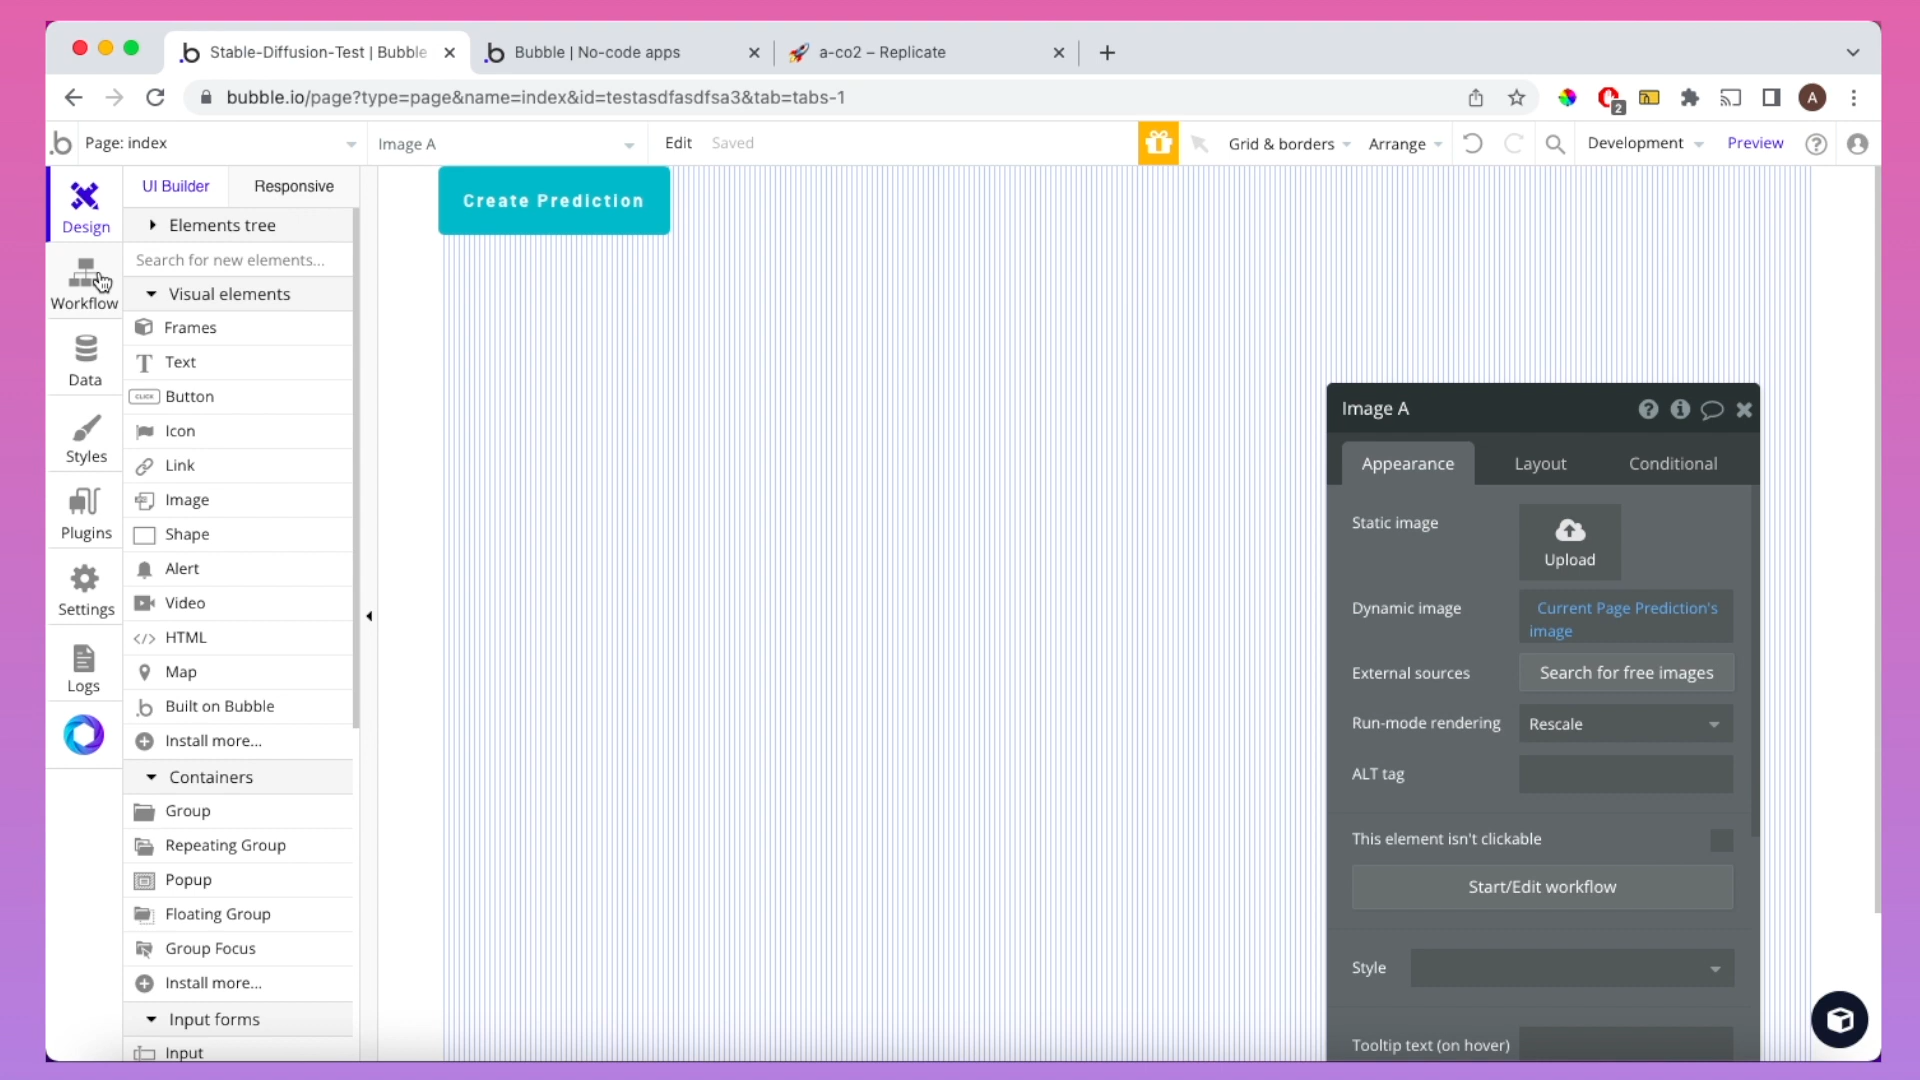 Stable-Diffusion-Test | Bubble
Bubble | No-code apps
a-co2 – Replicate
bubble.io/page?type=page&name=index&id=testasdfasdfsa3&tab=tabs-1
2
A
Page: index
Image A
Edit
Saved
Grid & borders
Arrange
Development
Preview
Design
Workflow
Data
Styles
Plugins
Settings
Logs
UI Builder
Responsive
Elements tree
Search for new elements...
Visual elements
Frames
Text
CLICK
Button
Icon
Link
Image
Shape
Alert
Video
HTML
Map
Built on Bubble
Install more...
Containers
Group
Repeating Group
Popup
Floating Group
Group Focus
Install more...
Input forms
Input
Create Prediction
Image A
Appearance
Layout
Conditional
Static image
Upload
Dynamic image
Current Page Prediction's
image
External sources
Search for free images
Run-mode rendering
Rescale
ALT tag
This element isn't clickable
Start/Edit workflow
Style
Tooltip text (on hover)